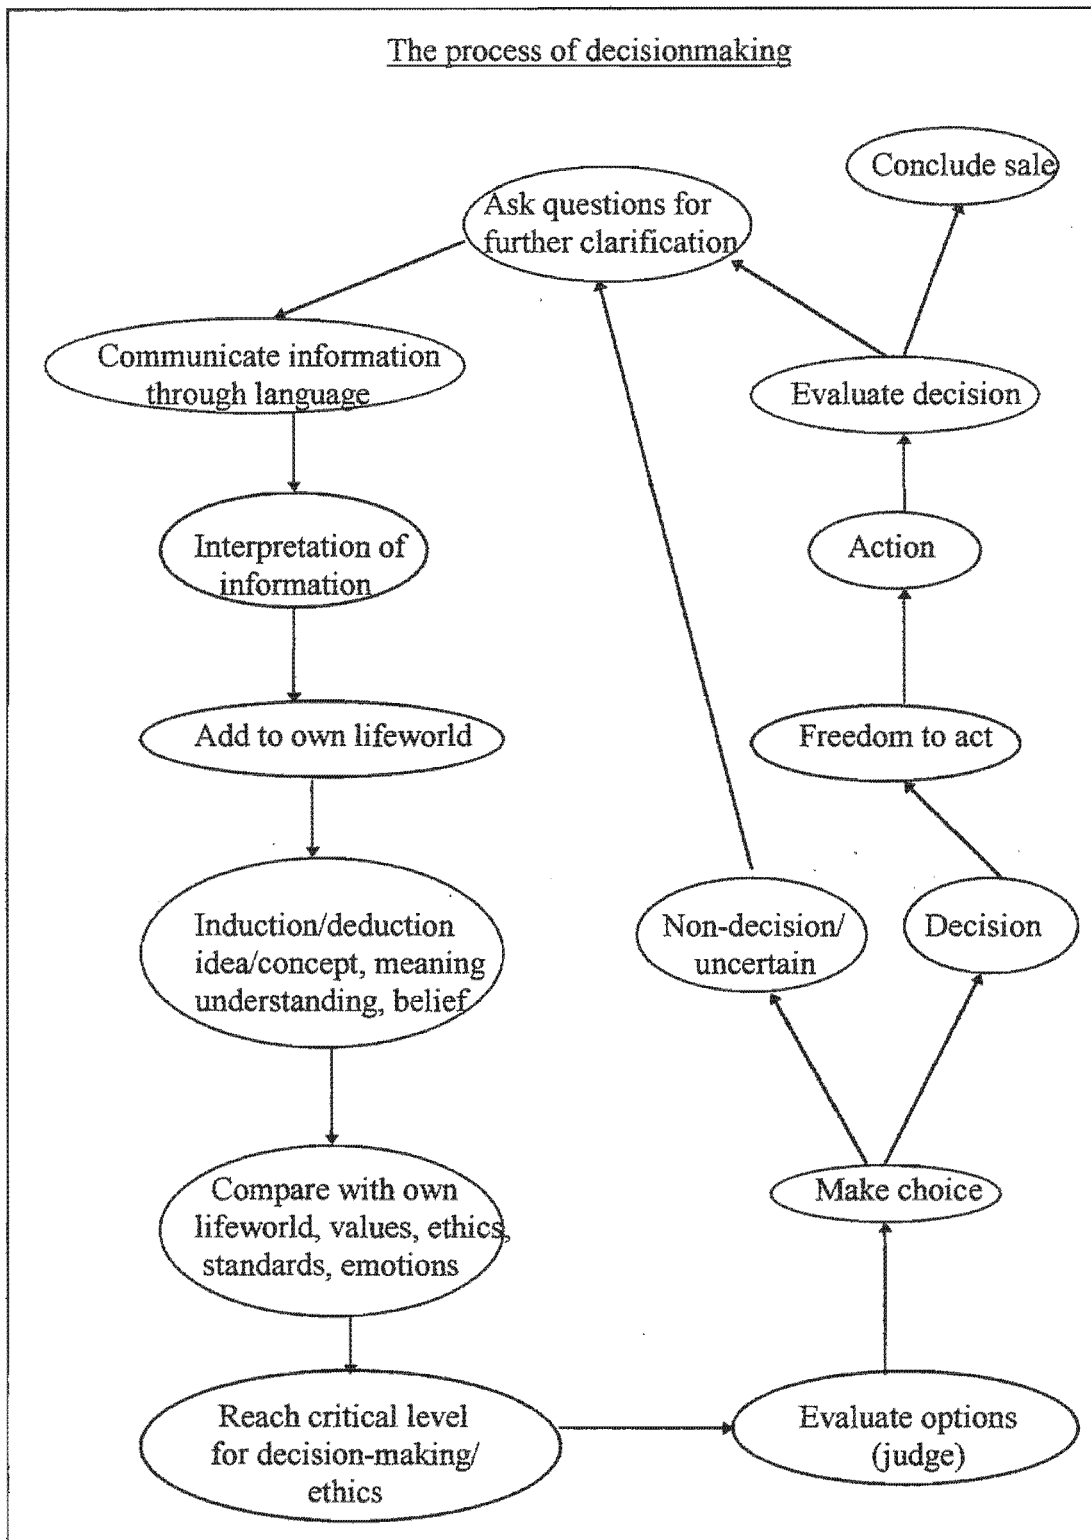 The process of decisionmaking
Conclude sale
Ask questions for
further clarification
Communicate information
through language
Evaluate decision
Interpretation of
information
Action
Add to own lifeworld
Freedom to act
Induction/deduction
idea/concept, meaning
understanding, belief
Non-decision/
uncertain
Decision
Compare with own
lifeworld, values, ethics,
standards, emotions
Make choice
Reach critical level
for decision-making/
ethics
Evaluate options
(judge)